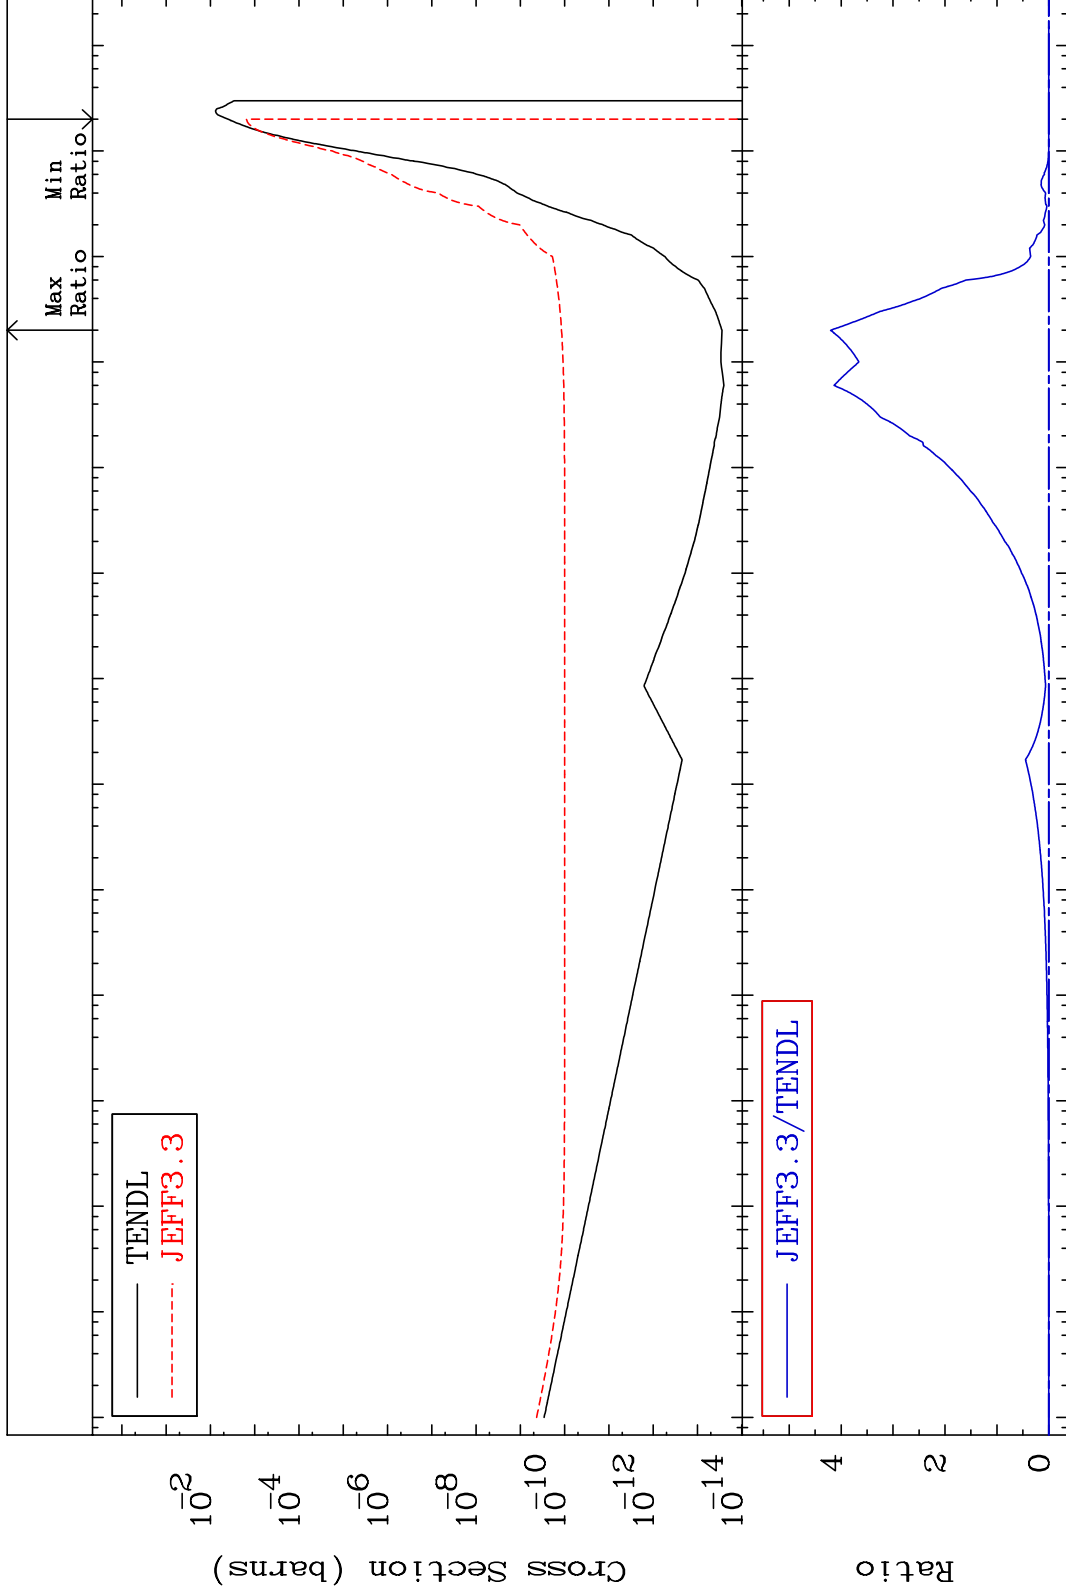 Max
Ratio
Min
Ratio
TENDL
JEFF3.3
10^-2
10^-4
10^-6
10^-8
10^-10
10^-12
10^-14
Cross Section (barns)
JEFF3.3/TENDL
4
2
0
Ratio